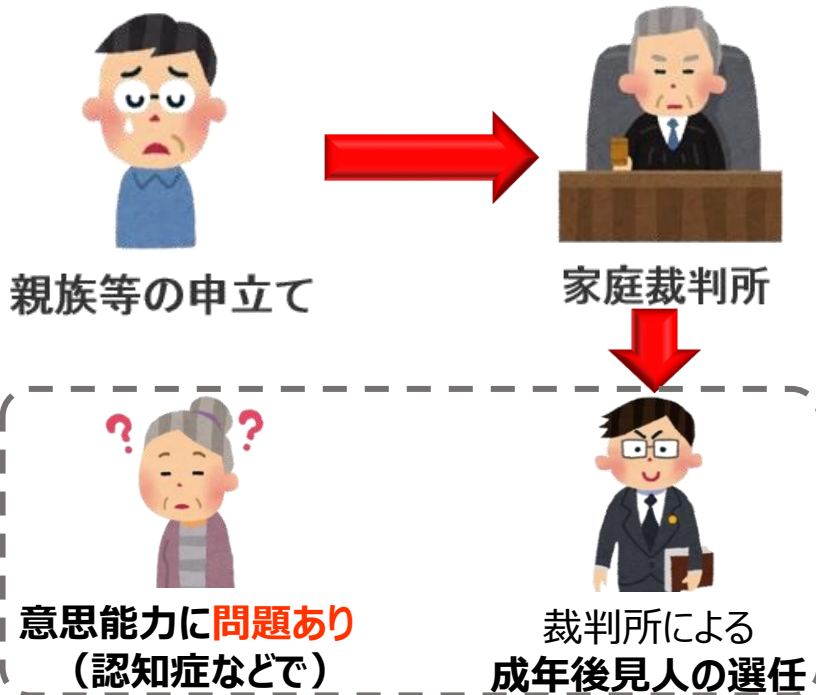 親族等の申立て
家庭裁判所
? ?
意思能力に問題あり
（認知症などで）
裁判所による
成年後見人の選任